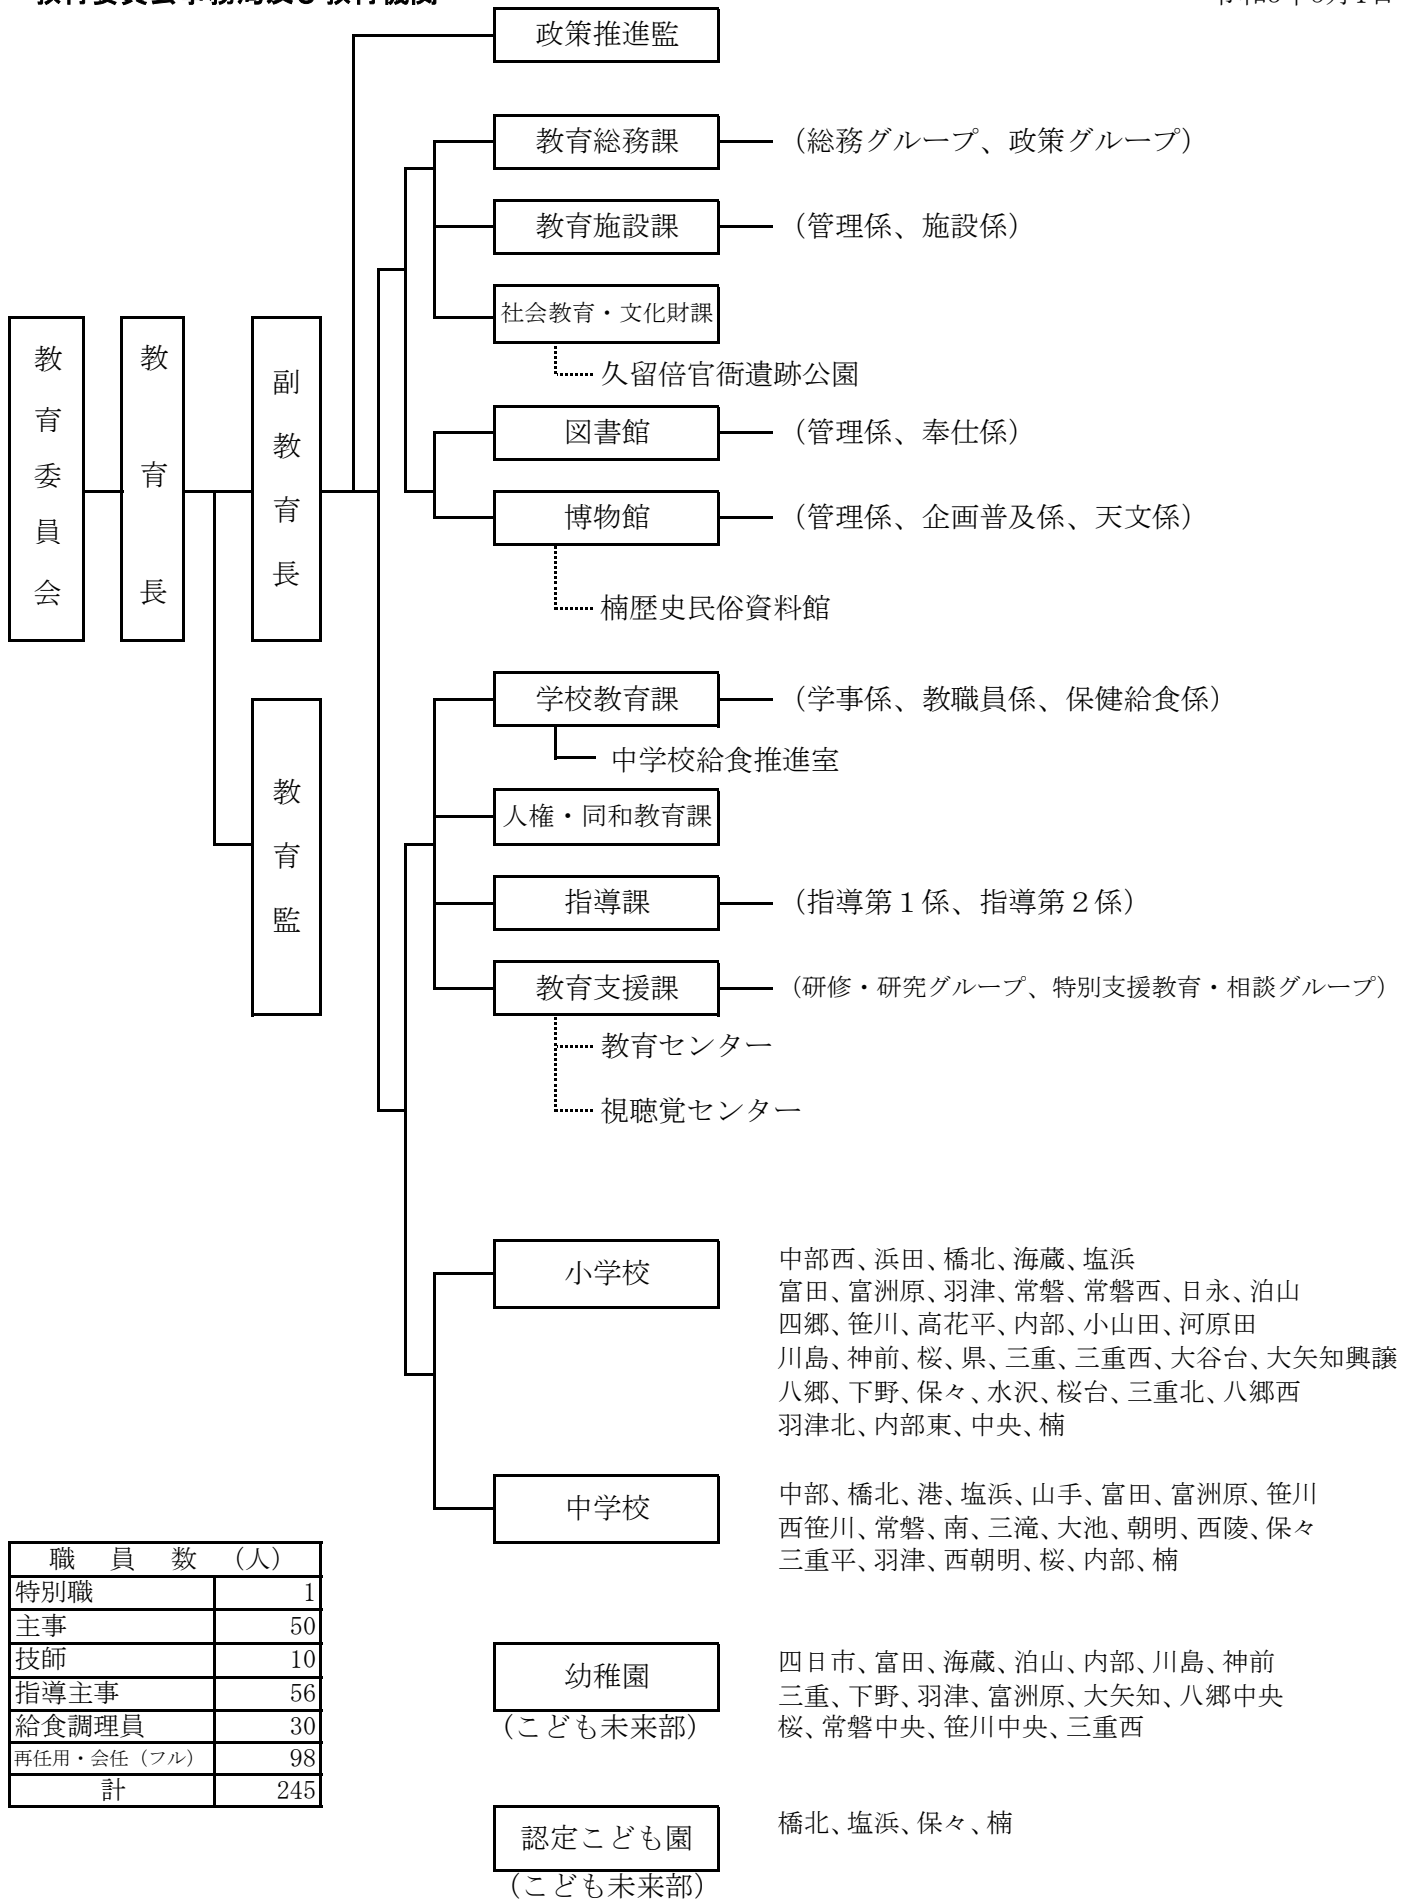 教育委員会事務局及び教育機関
政策推進監
教育総務課
（総務グループ、政策グループ）
教育施設課
（管理係、施設係）
社会教育・文化財課
久留倍官衙遺跡公園
教育委員会
教育長
副教育長
図書館
（管理係、奉仕係）
博物館
（管理係、企画普及係、天文係）
楠歴史民俗資料館
教育監
学校教育課
（学事係、教職員係、保健給食係）
中学校給食推進室
人権・同和教育課
指導課
（指導第１係、指導第２係）
教育支援課
（研修・研究グループ、特別支援教育・相談グループ）
教育センター
視聴覚センター
小学校
中部西、浜田、橋北、海蔵、塩浜
富田、富洲原、羽津、常磐、常磐西、日永、泊山
四郷、笹川、高花平、内部、小山田、河原田
川島、神前、桜、県、三重、三重西、大谷台、大矢知興譲
八郷、下野、保々、水沢、桜台、三重北、八郷西
羽津北、内部東、中央、楠
中学校
中部、橋北、港、塩浜、山手、富田、富洲原、笹川
西笹川、常磐、南、三滝、大池、朝明、西陵、保々
三重平、羽津、西朝明、桜、内部、楠
職　員　数　（人）
特別職 1
主事 50
技師 10
指導主事 56
給食調理員 30
再任用・会任（フル） 98
計 245
幼稚園
（こども未来部）
四日市、富田、海蔵、泊山、内部、川島、神前
三重、下野、羽津、富洲原、大矢知、八郷中央
桜、常磐中央、笹川中央、三重西
認定こども園
（こども未来部）
橋北、塩浜、保々、楠